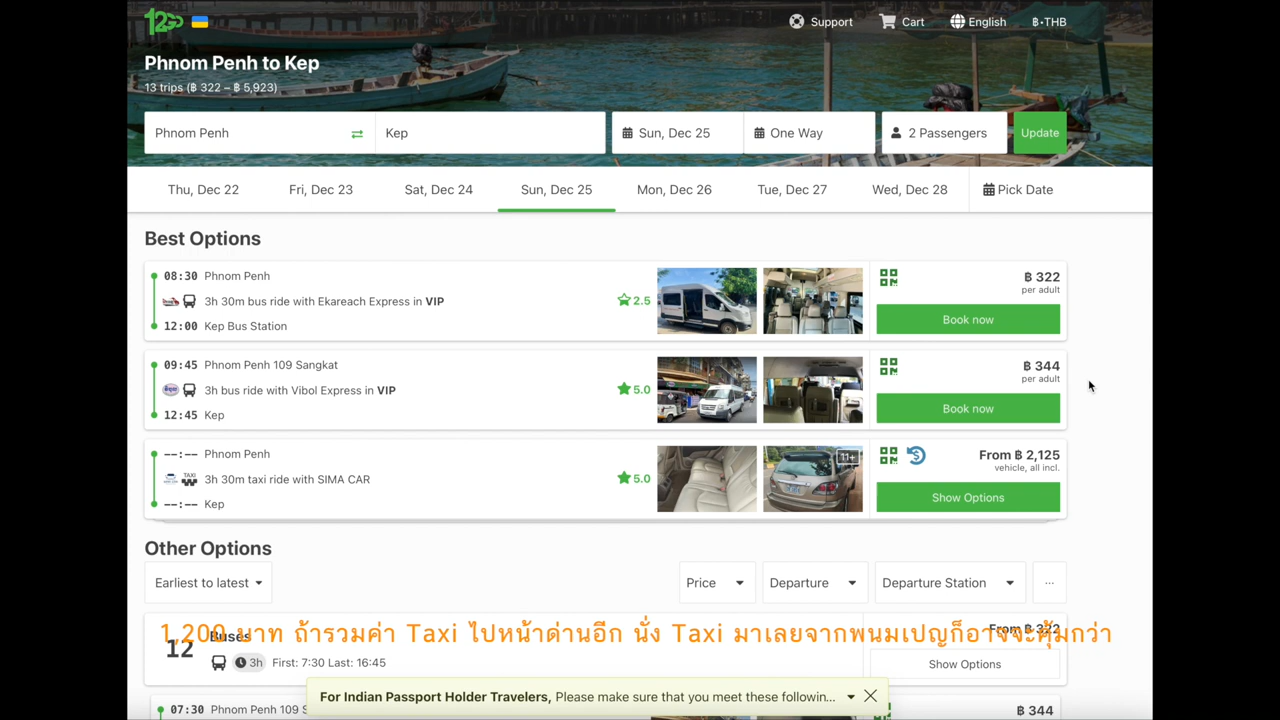 12Go
Support
Cart
English
฿•THB
Phnom Penh to Kep
13 trips (฿ 322 – ฿ 5,923)
Phnom Penh
Kep
Sun, Dec 25
One Way
2 Passengers
Update
Thu, Dec 22
Fri, Dec 23
Sat, Dec 24
Sun, Dec 25
Mon, Dec 26
Tue, Dec 27
Wed, Dec 28
Pick Date
Best Options
08:30 Phnom Penh
3h 30m bus ride with Ekareach Express in VIP
12:00 Kep Bus Station
2.5
฿ 322
per adult
Book now
09:45 Phnom Penh 109 Sangkat
3h bus ride with Vibol Express in VIP
12:45 Kep
5.0
฿ 344
per adult
Book now
--:-- Phnom Penh
TAXI
3h 30m taxi ride with SIMA CAR
--:-- Kep
5.0
11+
From ฿ 2,125
vehicle, all incl.
Show Options
Other Options
Earliest to latest
Price
Departure
Departure Station
...
12
Buses
3h First: 7:30 Last: 16:45
From ฿ 322
Show Options
1,200 บาท ถ้ารวมค่า Taxi ไปหน้าด่านอีก นั่ง Taxi มาเลยจากพนมเปญก็อาจจะคุ้มกว่า
For Indian Passport Holder Travelers, Please make sure that you meet these followin...
07:30 Phnom Penh 109 S
฿ 344